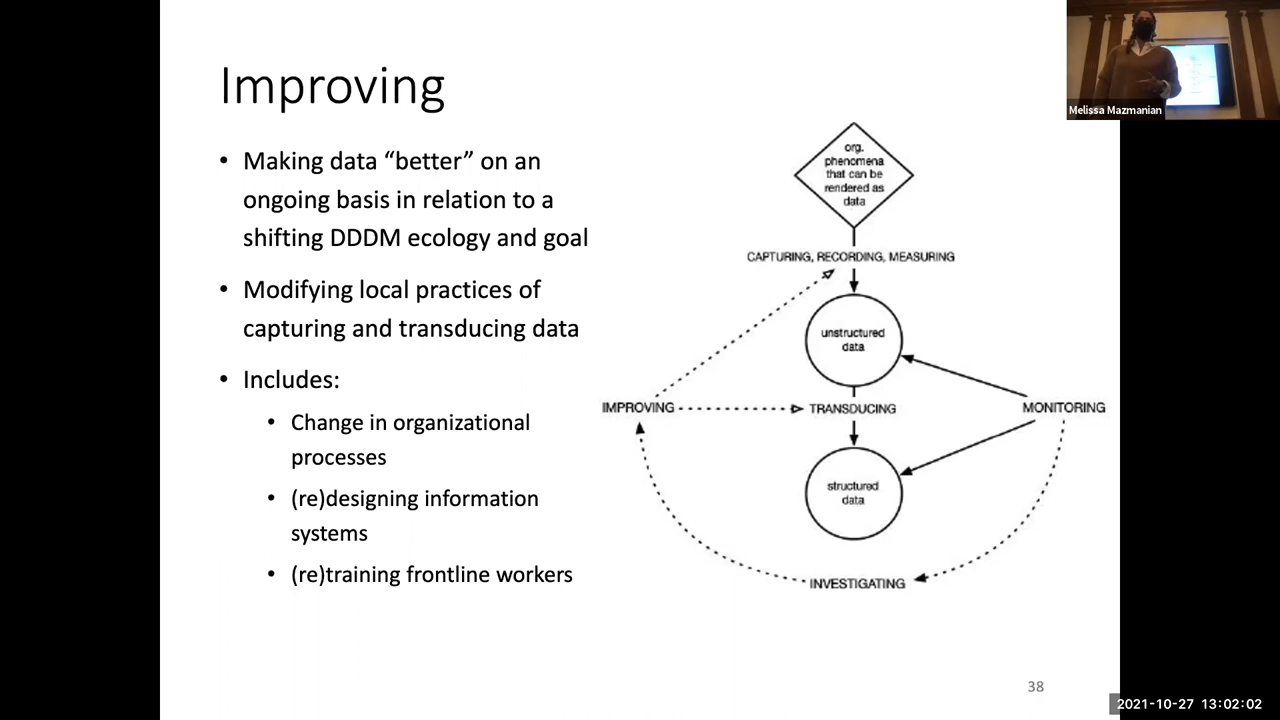 Improving
Melissa Mazmanian
• Making data “better” on an
ongoing basis in relation to a
shifting DDDM ecology and goal
• Modifying local practices of
capturing and transducing data
• Includes:
• Change in organizational
processes
• (re)designing information
systems
• (re)training frontline workers
org.
phenomena
that can be
rendered as
data
CAPTURING, RECORDING, MEASURING
unstructured
data
IMPROVING
TRANSDUCING
MONITORING
structured
data
INVESTIGATING
38
2021-10-27 13:02:02